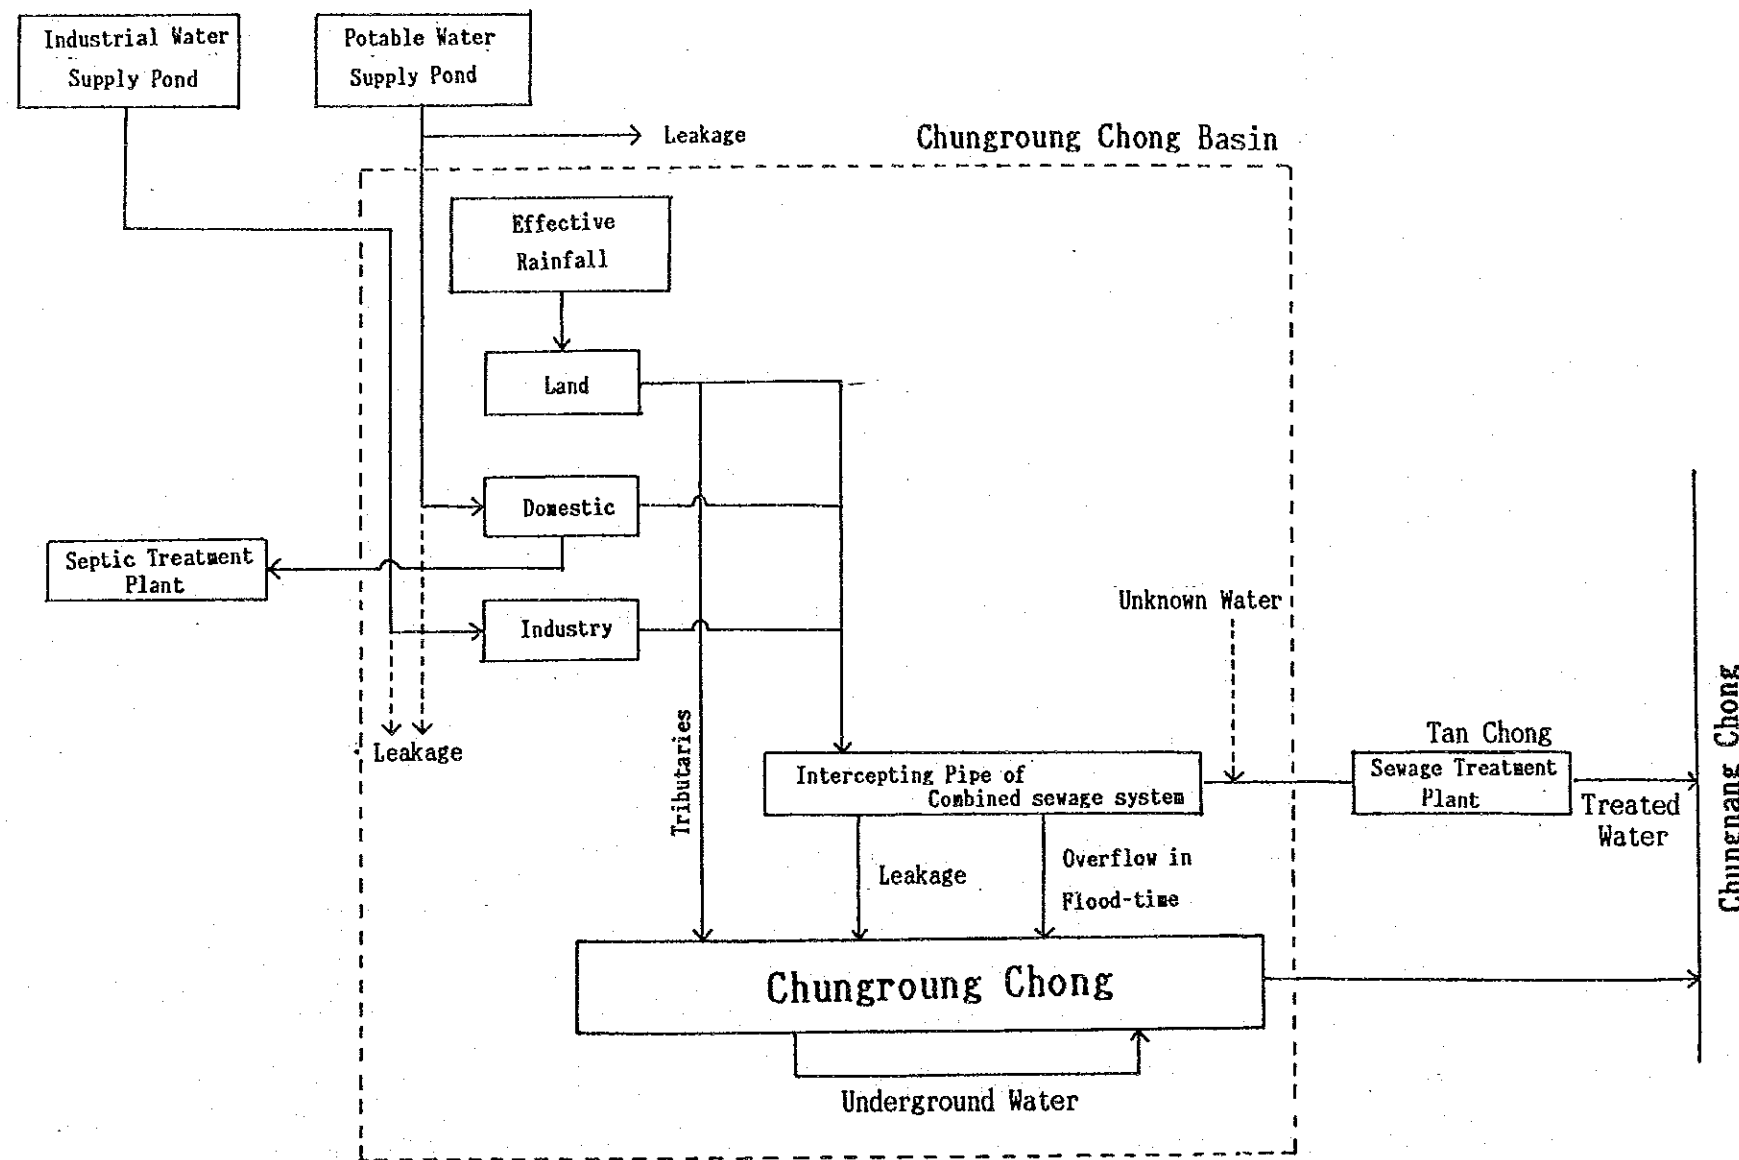 Industrial Water
Supply Pond
Potable Water
Supply Pond
Leakage
Chungroung Chong Basin
Effective
Rainfall
Land
Domestic
Septic Treatment
Plant
Industry
Unknown Water
Leakage
Tributaries
Intercepting Pipe of
Combined sewage system
Tan Chong
Sewage Treatment
Plant
Treated
Water
Chungnang Chong
Leakage
Overflow in
Flood-time
Chungroung Chong
Underground Water